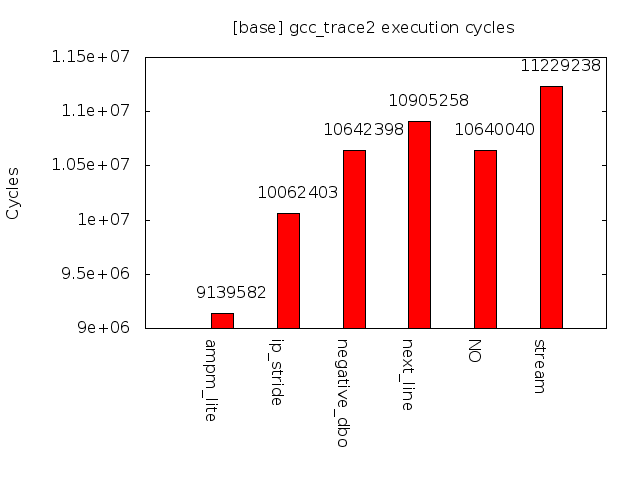 [base] gcc_trace2 execution cycles
Cycles
1.15e+07
1.1e+07
1.05e+07
1e+07
9.5e+06
9e+06
9139582
10062403
10642398
10905258
10640040
11229238
ampm_lite
ip_stride
negative_dbo
next_line
NO
stream